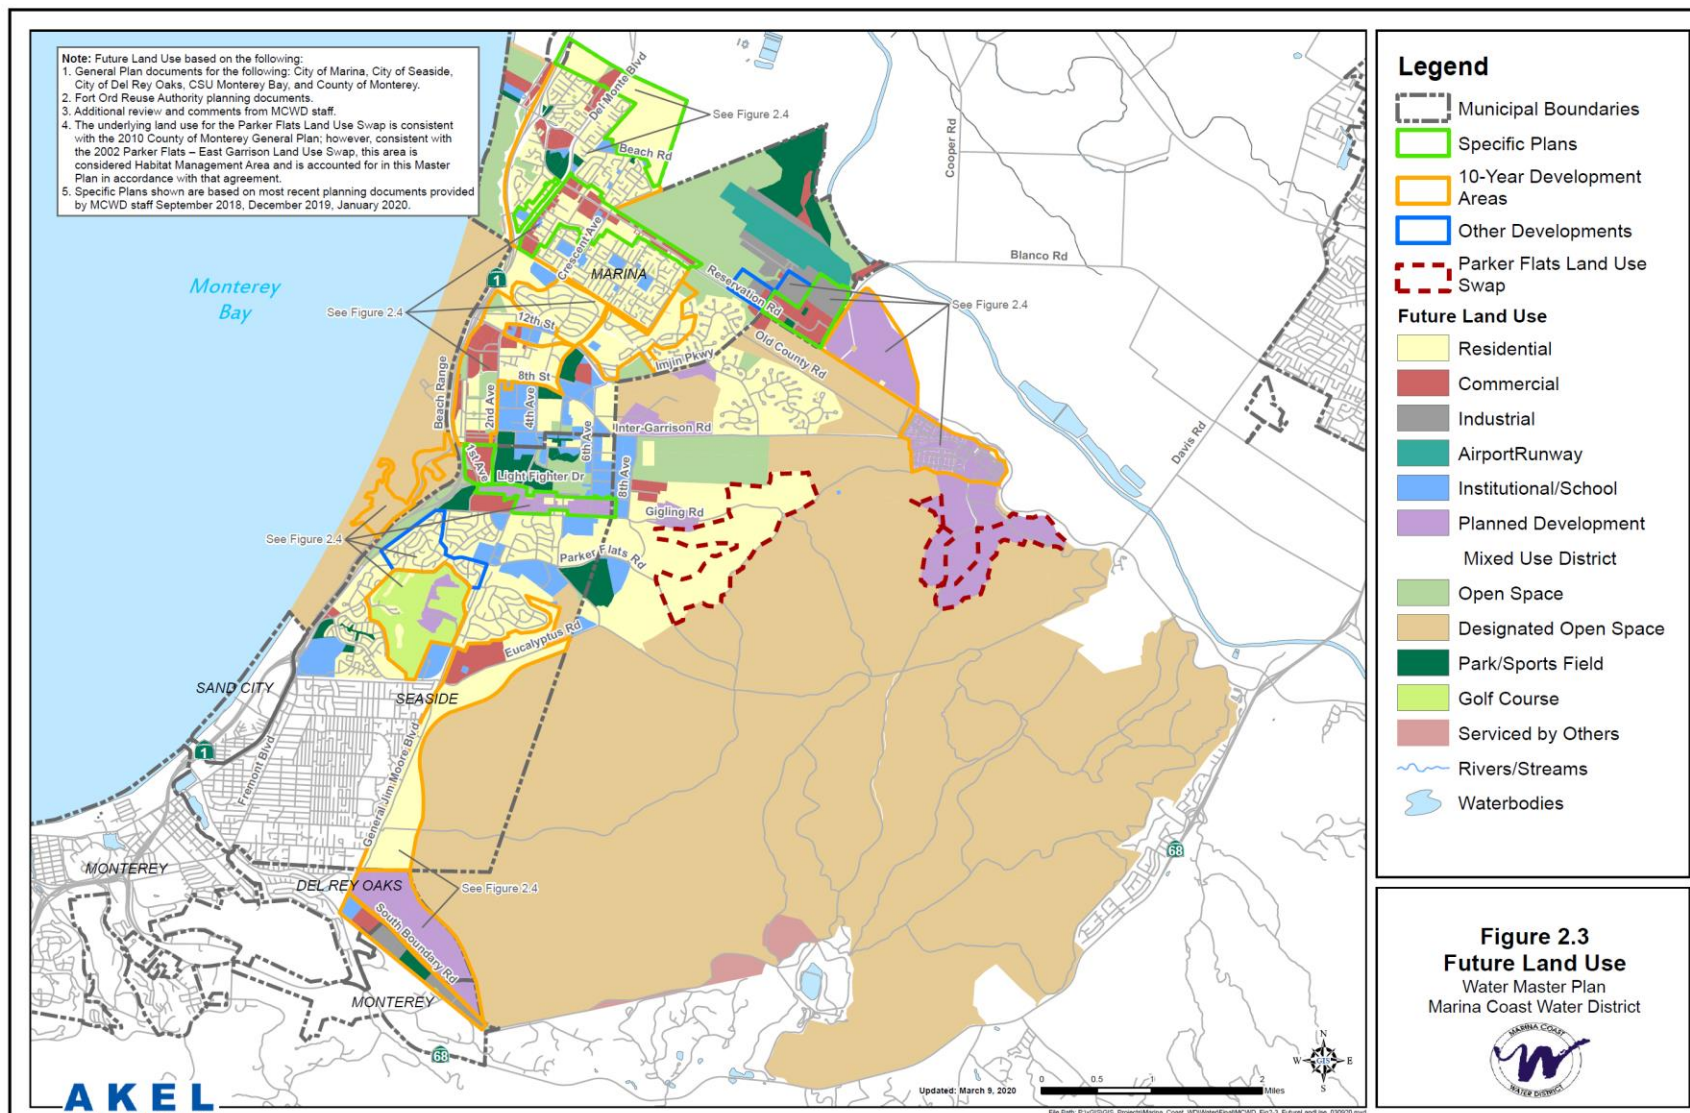 Note: Future Land Use based on the following:
1. General Plan documents for the following: City of Marina, City of Seaside,
City of Del Rey Oaks, CSU Monterey Bay, and County of Monterey.
2. Fort Ord Reuse Authority planning documents.
3. Additional review and comments from MCWD staff.
4. The underlying land use for the Parker Flats Land Use Swap is consistent
with the 2010 County of Monterey General Plan; however, consistent with
the 2002 Parker Flats – East Garrison Land Use Swap, this area is
considered Habitat Management Area and is accounted for in this Master
Plan in accordance with that agreement.
5. Specific Plans shown are based on most recent planning documents provided
by MCWD staff September 2018, December 2019, January 2020.
Del Monte Blvd
See Figure 2.4
Beach Rd
Cooper Rd
Blanco Rd
Crescent Ave
MARINA
Monterey
Bay
1
Reservation Rd
See Figure 2.4
See Figure 2.4
12th St
Old County Rd
Imjin Pkwy
Beach Range
8th St
2nd Ave
4th Ave
6th Ave
Inter-Garrison Rd
Davis Rd
1st Ave
Light Fighter Dr
8th Ave
Gigling Rd
See Figure 2.4
Parker Flats Rd
Eucalyptus Rd
SAND CITY
SEASIDE
1
Fremont Blvd
General Jim Moore Blvd
68
MONTEREY
DEL REY OAKS
See Figure 2.4
South Boundary Rd
MONTEREY
68
AKEL
Updated: March 9, 2020
0 0.5 1 2
Miles
N
W GIS E
S
Legend
Municipal Boundaries
Specific Plans
10-Year Development
Areas
Other Developments
Parker Flats Land Use
Swap
Future Land Use
Residential
Commercial
Industrial
AirportRunway
Institutional/School
Planned Development
Mixed Use District
Open Space
Designated Open Space
Park/Sports Field
Golf Course
Serviced by Others
Rivers/Streams
Waterbodies
Figure 2.3
Future Land Use
Water Master Plan
Marina Coast Water District
MARINA COAST
WATER DISTRICT